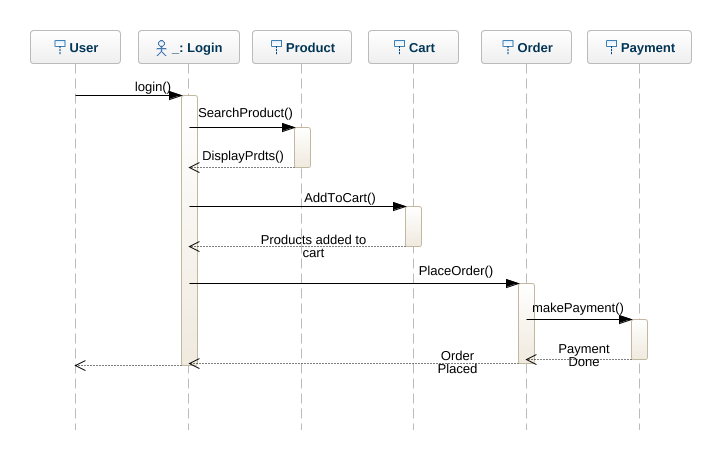 User
_: Login
Product
Cart
Order
Payment
login()
SearchProduct()
DisplayPrdts()
AddToCart()
Products added to
cart
PlaceOrder()
makePayment()
Payment
Done
Order
Placed